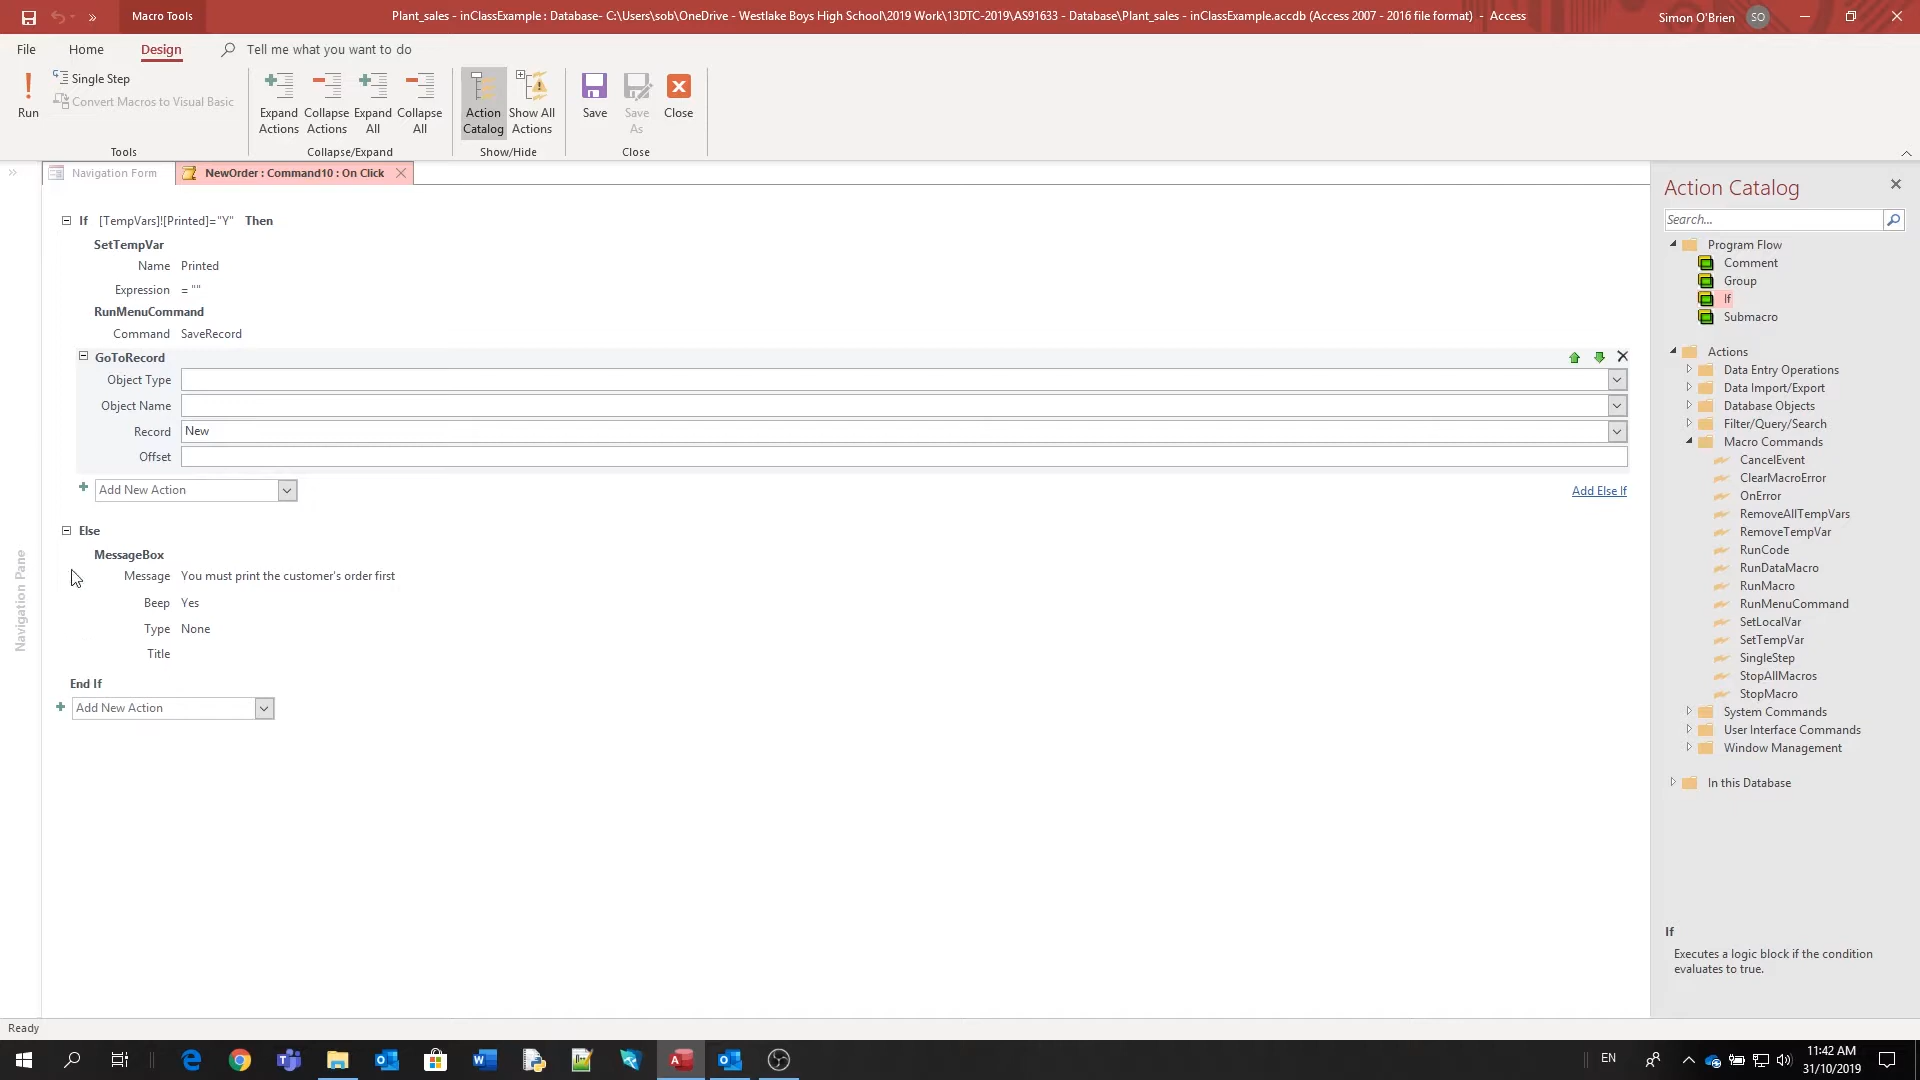 Macro Tools
Plant_sales - inClassExample : Database- C:\Users\sob\OneDrive - Westlake Boys High School\2019 Work\13DTC-2019\AS91633 - Database\Plant_sales - inClassExample.accdb (Access 2007 - 2016 file format) - Access
Simon O'Brien SO
File Home Design Tell me what you want to do
Run
Single Step
Convert Macros to Visual Basic
Expand Actions
Collapse Actions
Expand All
Collapse All
Action Catalog
Show All Actions
Save
Save As
Close
Tools Collapse/Expand Show/Hide Close
Navigation Form NewOrder : Command10 : On Click
Navigation Pane
If [TempVars]![Printed]="Y" Then
SetTempVar
Name Printed
Expression = ""
RunMenuCommand
Command SaveRecord
GoToRecord
Object Type
Object Name
Record New
Offset
Add New Action Add Else If
Else
MessageBox
Message You must print the customer's order first
Beep Yes
Type None
Title
End If
Add New Action
Action Catalog
Search...
Program Flow
Comment
Group
If
Submacro
Actions
Data Entry Operations
Data Import/Export
Database Objects
Filter/Query/Search
Macro Commands
CancelEvent
ClearMacroError
OnError
RemoveAllTempVars
RemoveTempVar
RunCode
RunDataMacro
RunMacro
RunMenuCommand
SetLocalVar
SetTempVar
SingleStep
StopAllMacros
StopMacro
System Commands
User Interface Commands
Window Management
In this Database
If
Executes a logic block if the condition
evaluates to true.
Ready
EN
11:42 AM
31/10/2019